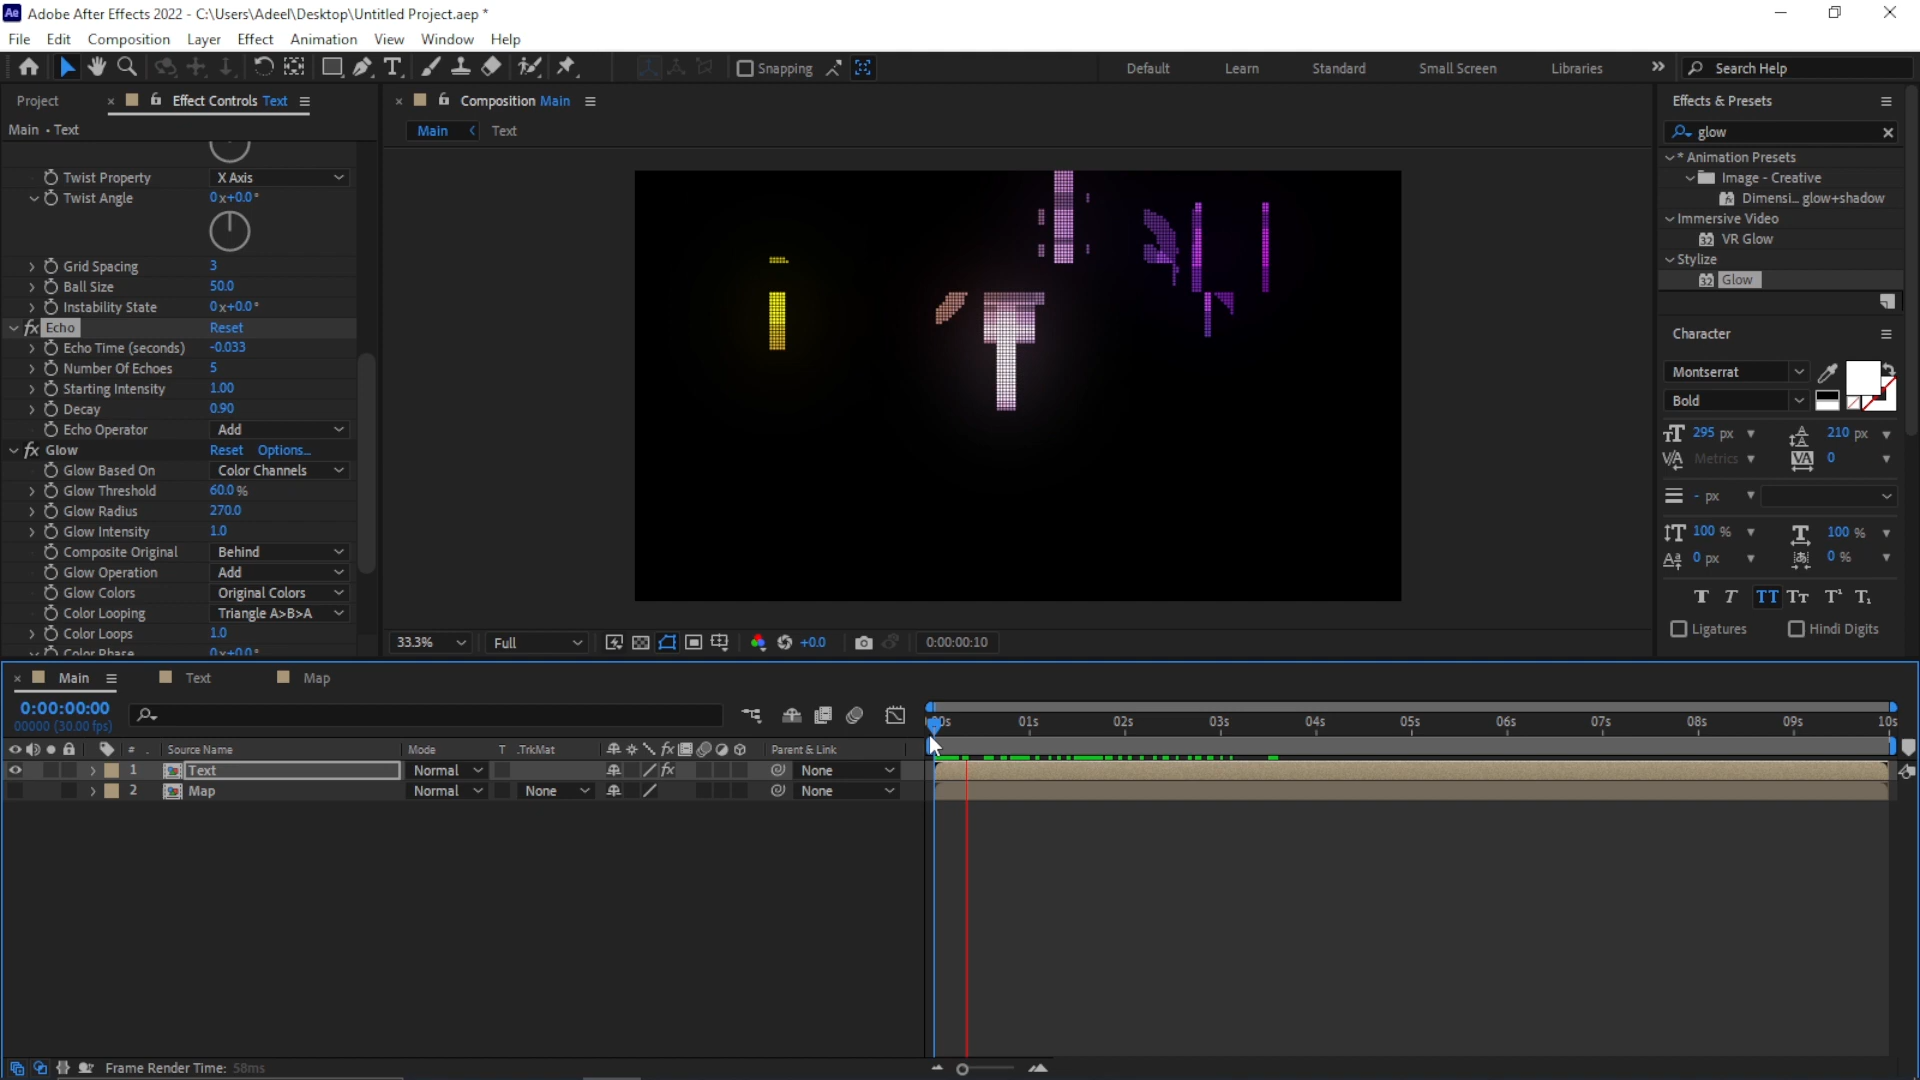 Ae Adobe After Effects 2022 - C:\Users\Adeel\Desktop\Untitled Project.aep *
File Edit Composition Layer Effect Animation View Window Help
Snapping Default Learn Standard Small Screen Libraries Search Help
Project Effect Controls Text Composition Main Effects & Presets
Main • Text
Main Text
glow
* Animation Presets
Image - Creative
Dimensi... glow+shadow
Immersive Video
VR Glow
Stylize
Glow
Twist Property X Axis
Twist Angle 0x+0.0°
Grid Spacing 3
Ball Size 50.0
Instability State 0x+0.0°
fx Echo Reset
Echo Time (seconds) -0.033
Number Of Echoes 5
Starting Intensity 1.00
Decay 0.90
Echo Operator Add
fx Glow Reset Options...
Glow Based On Color Channels
Glow Threshold 60.0 %
Glow Radius 270.0
Glow Intensity 1.0
Composite Original Behind
Glow Operation Add
Glow Colors Original Colors
Color Looping Triangle A>B>A
Color Loops 1.0
Color Phase 0x+0.0°
Character
Montserrat
Bold
295 px 210 px
Metrics 0
- px
100 % 100 %
0 px 0 %
Ligatures Hindi Digits
33.3% Full +0.0 0:00:00:10
Main Text Map
0:00:00:00
00000 (30.00 fps)
00s 01s 02s 03s 04s 05s 06s 07s 08s 09s 10s
# Source Name Mode T .TrkMat Parent & Link
1 Text Normal None
2 Map Normal None None
Frame Render Time: 58ms